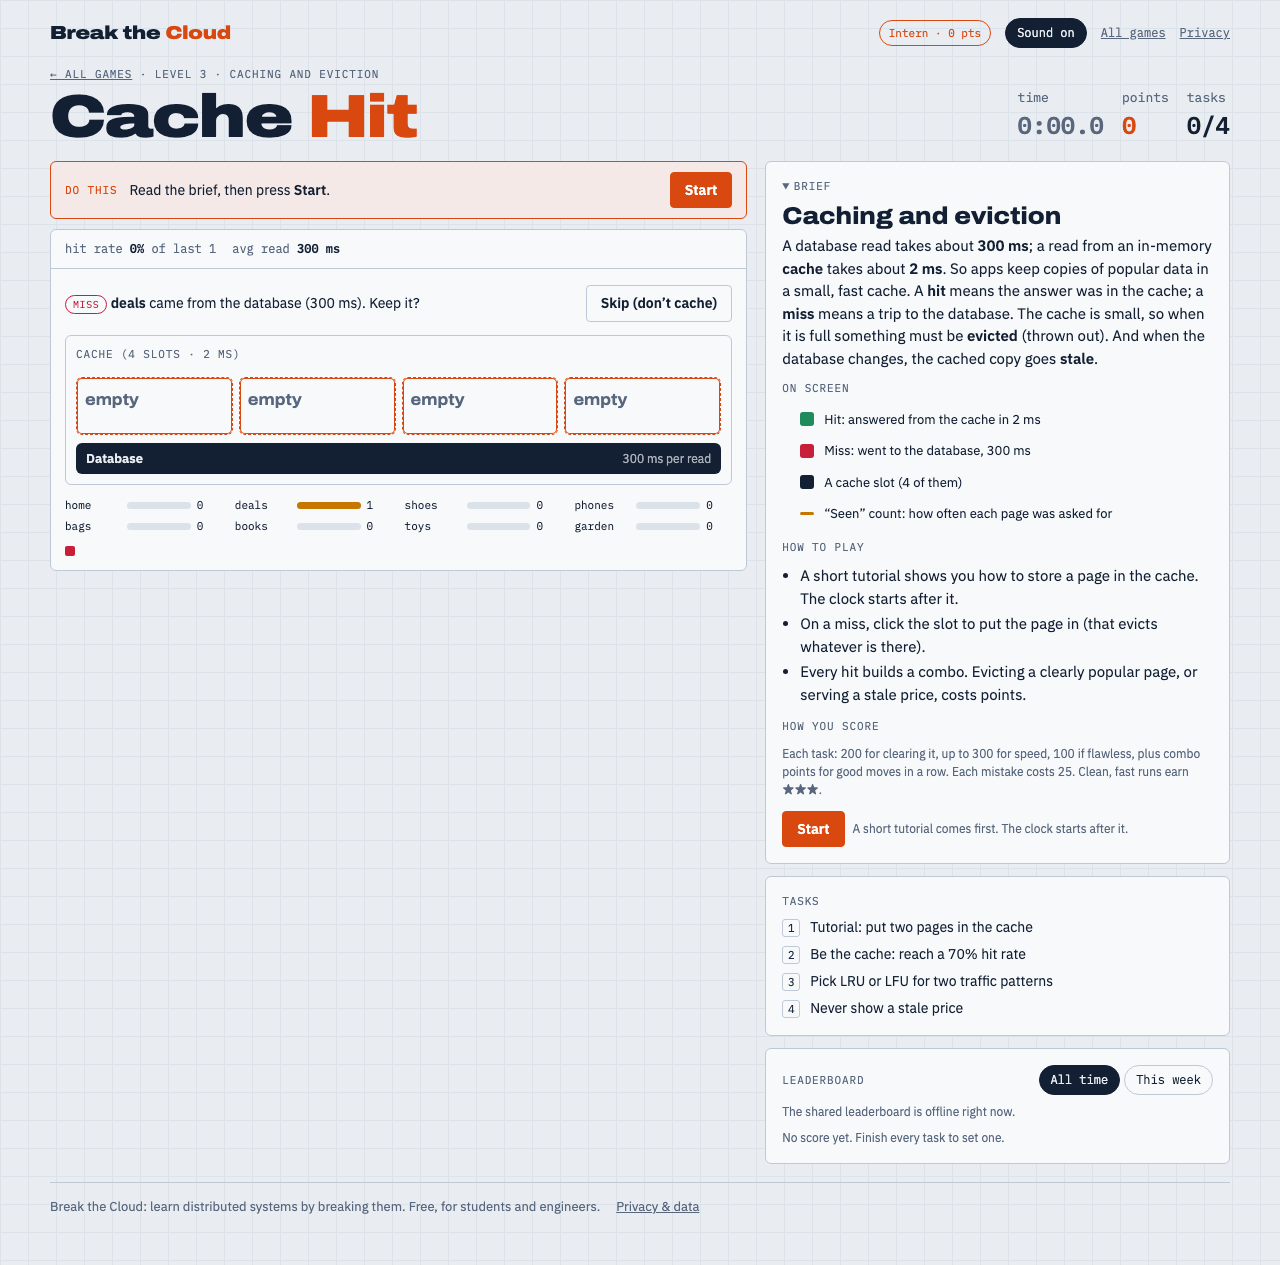 Break the Cloud
Intern · 0 pts
Sound on
All games
Privacy
← ALL GAMES · LEVEL 3 · CACHING AND EVICTION
Cache Hit
time
points
tasks
0:00.0
0
0/4
DO THIS Read the brief, then press Start.
Start
hit rate 0% of last 1 avg read 300 ms
MISS deals came from the database (300 ms). Keep it?
Skip (don’t cache)
CACHE (4 SLOTS · 2 MS)
empty
empty
empty
empty
Database
300 ms per read
home 0 deals 1 shoes 0 phones 0
bags 0 books 0 toys 0 garden 0
▼ BRIEF
Caching and eviction
A database read takes about 300 ms; a read from an in-memory
cache takes about 2 ms. So apps keep copies of popular data in
a small, fast cache. A hit means the answer was in the cache; a
miss means a trip to the database. The cache is small, so when
it is full something must be evicted (thrown out). And when the
database changes, the cached copy goes stale.
ON SCREEN
Hit: answered from the cache in 2 ms
Miss: went to the database, 300 ms
A cache slot (4 of them)
“Seen” count: how often each page was asked for
HOW TO PLAY
• A short tutorial shows you how to store a page in the cache.
The clock starts after it.
• On a miss, click the slot to put the page in (that evicts
whatever is there).
• Every hit builds a combo. Evicting a clearly popular page, or
serving a stale price, costs points.
HOW YOU SCORE
Each task: 200 for clearing it, up to 300 for speed, 100 if flawless, plus combo
points for good moves in a row. Each mistake costs 25. Clean, fast runs earn
★★★.
Start
A short tutorial comes first. The clock starts after it.
TASKS
1 Tutorial: put two pages in the cache
2 Be the cache: reach a 70% hit rate
3 Pick LRU or LFU for two traffic patterns
4 Never show a stale price
LEADERBOARD
All time
This week
The shared leaderboard is offline right now.
No score yet. Finish every task to set one.
Break the Cloud: learn distributed systems by breaking them. Free, for students and engineers.
Privacy & data